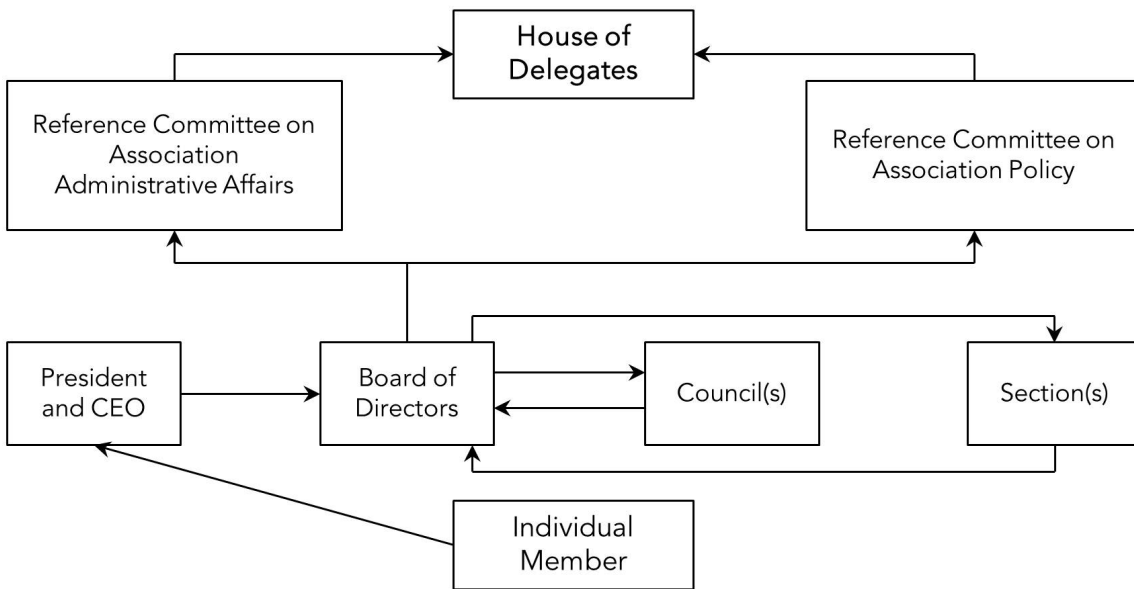 House of
Delegates
Reference Committee on
Association
Administrative Affairs
Reference Committee on
Association Policy
President
and CEO
Board of
Directors
Council(s)
Section(s)
Individual
Member